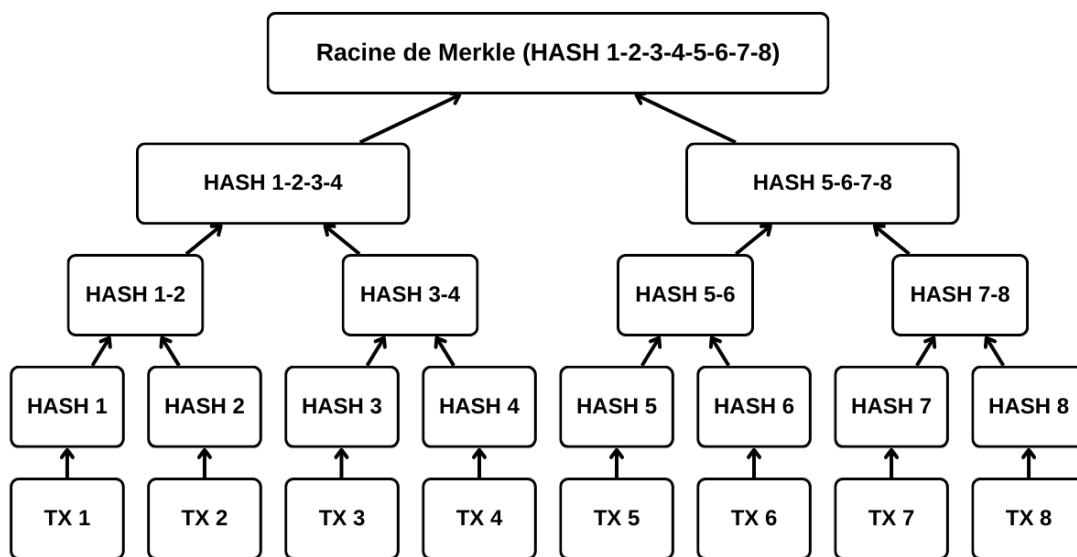 Racine de Merkle (HASH 1-2-3-4-5-6-7-8)
HASH 1-2-3-4
HASH 5-6-7-8
HASH 1-2
HASH 3-4
HASH 5-6
HASH 7-8
HASH 1
HASH 2
HASH 3
HASH 4
HASH 5
HASH 6
HASH 7
HASH 8
TX 1
TX 2
TX 3
TX 4
TX 5
TX 6
TX 7
TX 8